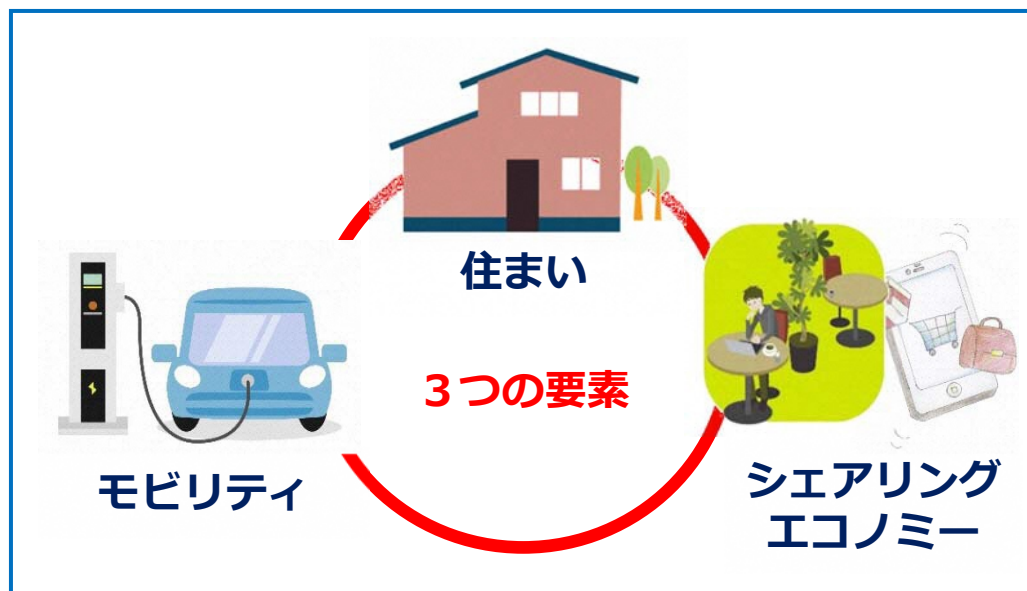 住まい
３つの要素
モビリティ
シェアリング
エコノミー